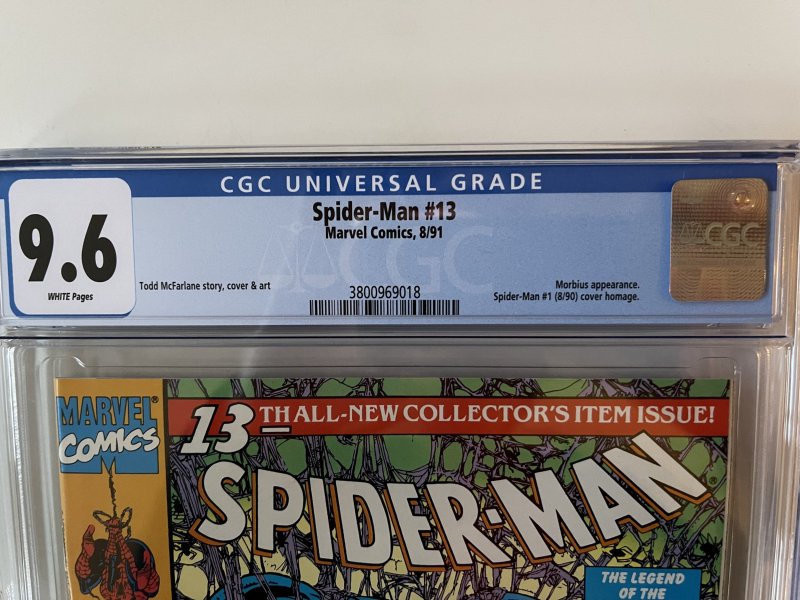 CGC UNIVERSAL GRADE
9.6
WHITE Pages
Spider-Man #13
Marvel Comics, 8/91
Todd McFarlane story, cover & art
3800969018
Morbius appearance.
Spider-Man #1 (8/90) cover homage.
CGC
CGC
MARVEL®
COMICS
13TH ALL-NEW COLLECTOR'S ITEM ISSUE!
SPIDER-MAN®
THE LEGEND
OF THE